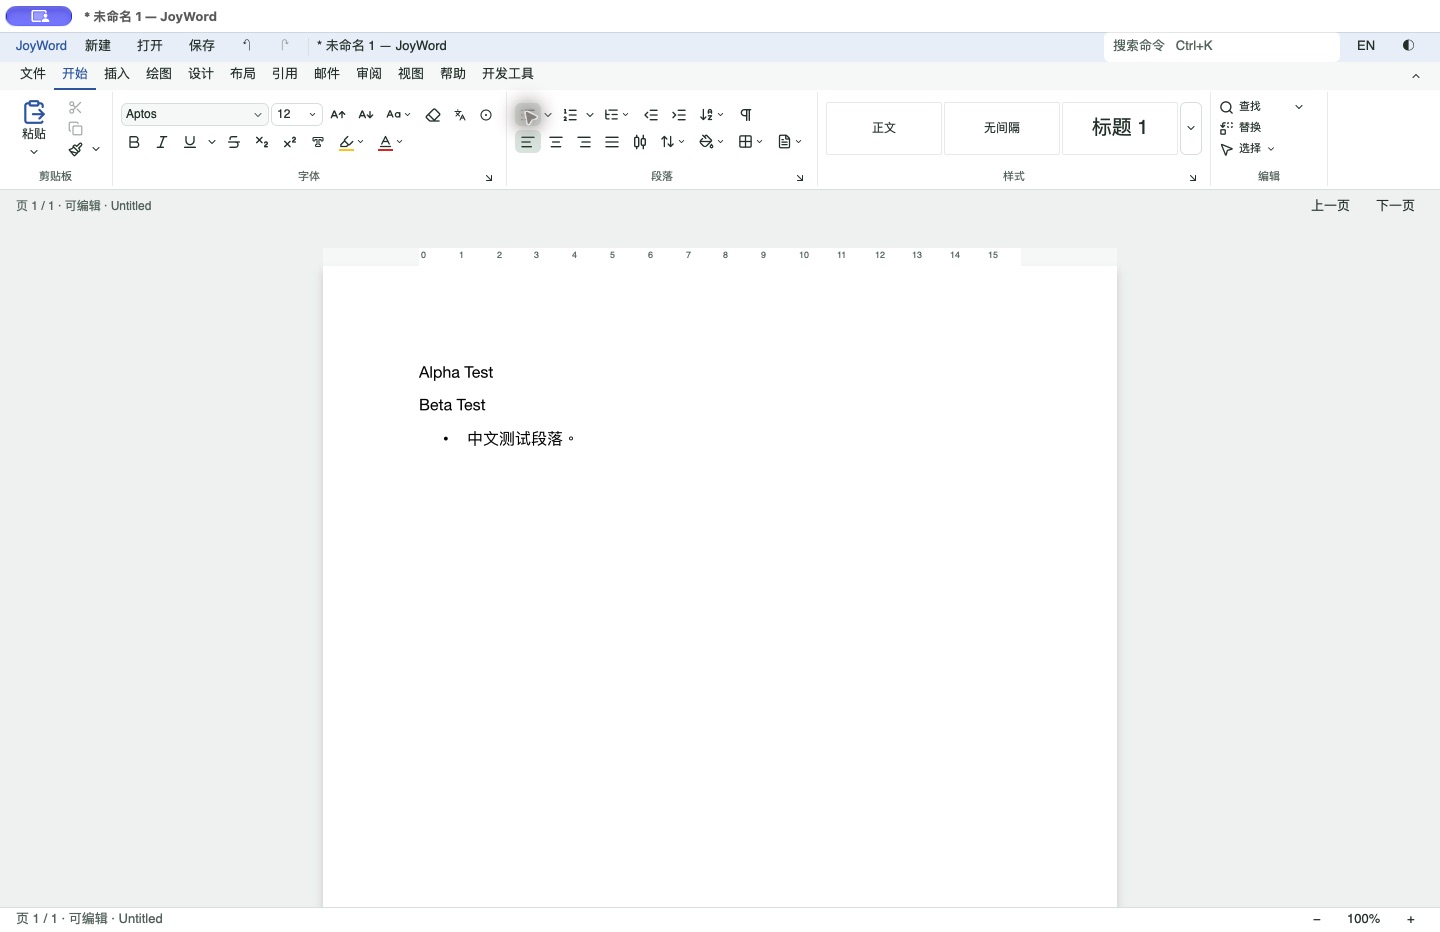 * 未命名 1 — JoyWord
JoyWord 新建 打开 保存 * 未命名 1 — JoyWord 搜索命令 Ctrl+K EN
文件 开始 插入 绘图 设计 布局 引用 邮件 审阅 视图 帮助 开发工具
粘贴
剪贴板
Aptos 12
字体
段落
正文 无间隔 标题 1
样式
查找
替换
选择
编辑
页 1 / 1 · 可编辑 · Untitled 上一页 下一页
0 1 2 3 4 5 6 7 8 9 10 11 12 13 14 15
Alpha Test
Beta Test
• 中文测试段落。
页 1 / 1 · 可编辑 · Untitled − 100% +